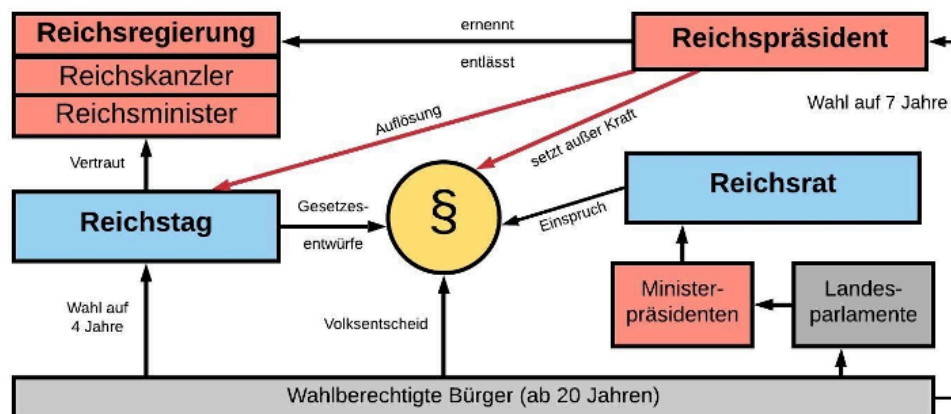 Reichsregierung
Reichskanzler
Reichsminister
ernennt
entlässt
Reichspräsident
Wahl auf 7 Jahre
Auflösung
setzt außer Kraft
Vertraut
Reichstag
Gesetzes-
entwürfe
§
Einspruch
Reichsrat
Minister-
präsidenten
Landes-
parlamente
Wahl auf
4 Jahre
Volksentscheid
Wahlberechtigte Bürger (ab 20 Jahren)